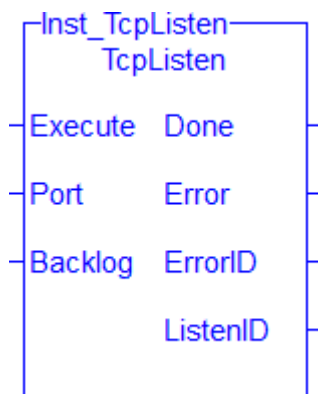 Inst_TcpListen
TcpListen
Execute Done
Port Error
Backlog ErrorID
ListenID